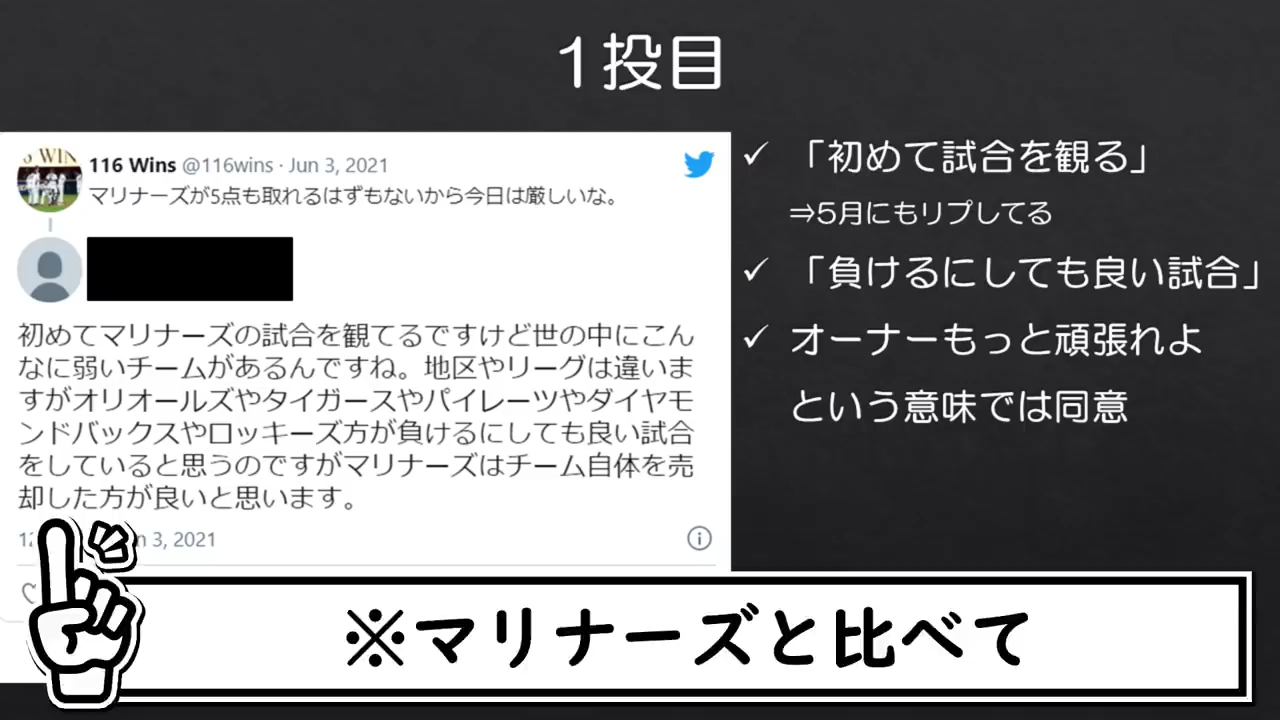 1投目
116 Wins @116wins · Jun 3, 2021
マリナーズが5点も取れるはずもないから今日は厳しいな。
初めてマリナーズの試合を観てるですけど世の中にこん
なに弱いチームがあるんですね。地区やリーグは違いま
すがオリオールズやタイガースやパイレーツやダイヤモ
ンドバックスやロッキーズ方が負けるにしても良い試合
をしていると思うのですがマリナーズはチーム自体を売
却した方が良いと思います。
3, 2021
✓ 「初めて試合を観る」
⇒5月にもリプしてる
✓ 「負けるにしても良い試合」
✓ オーナーもっと頑張れよ
という意味では同意
※マリナーズと比べて